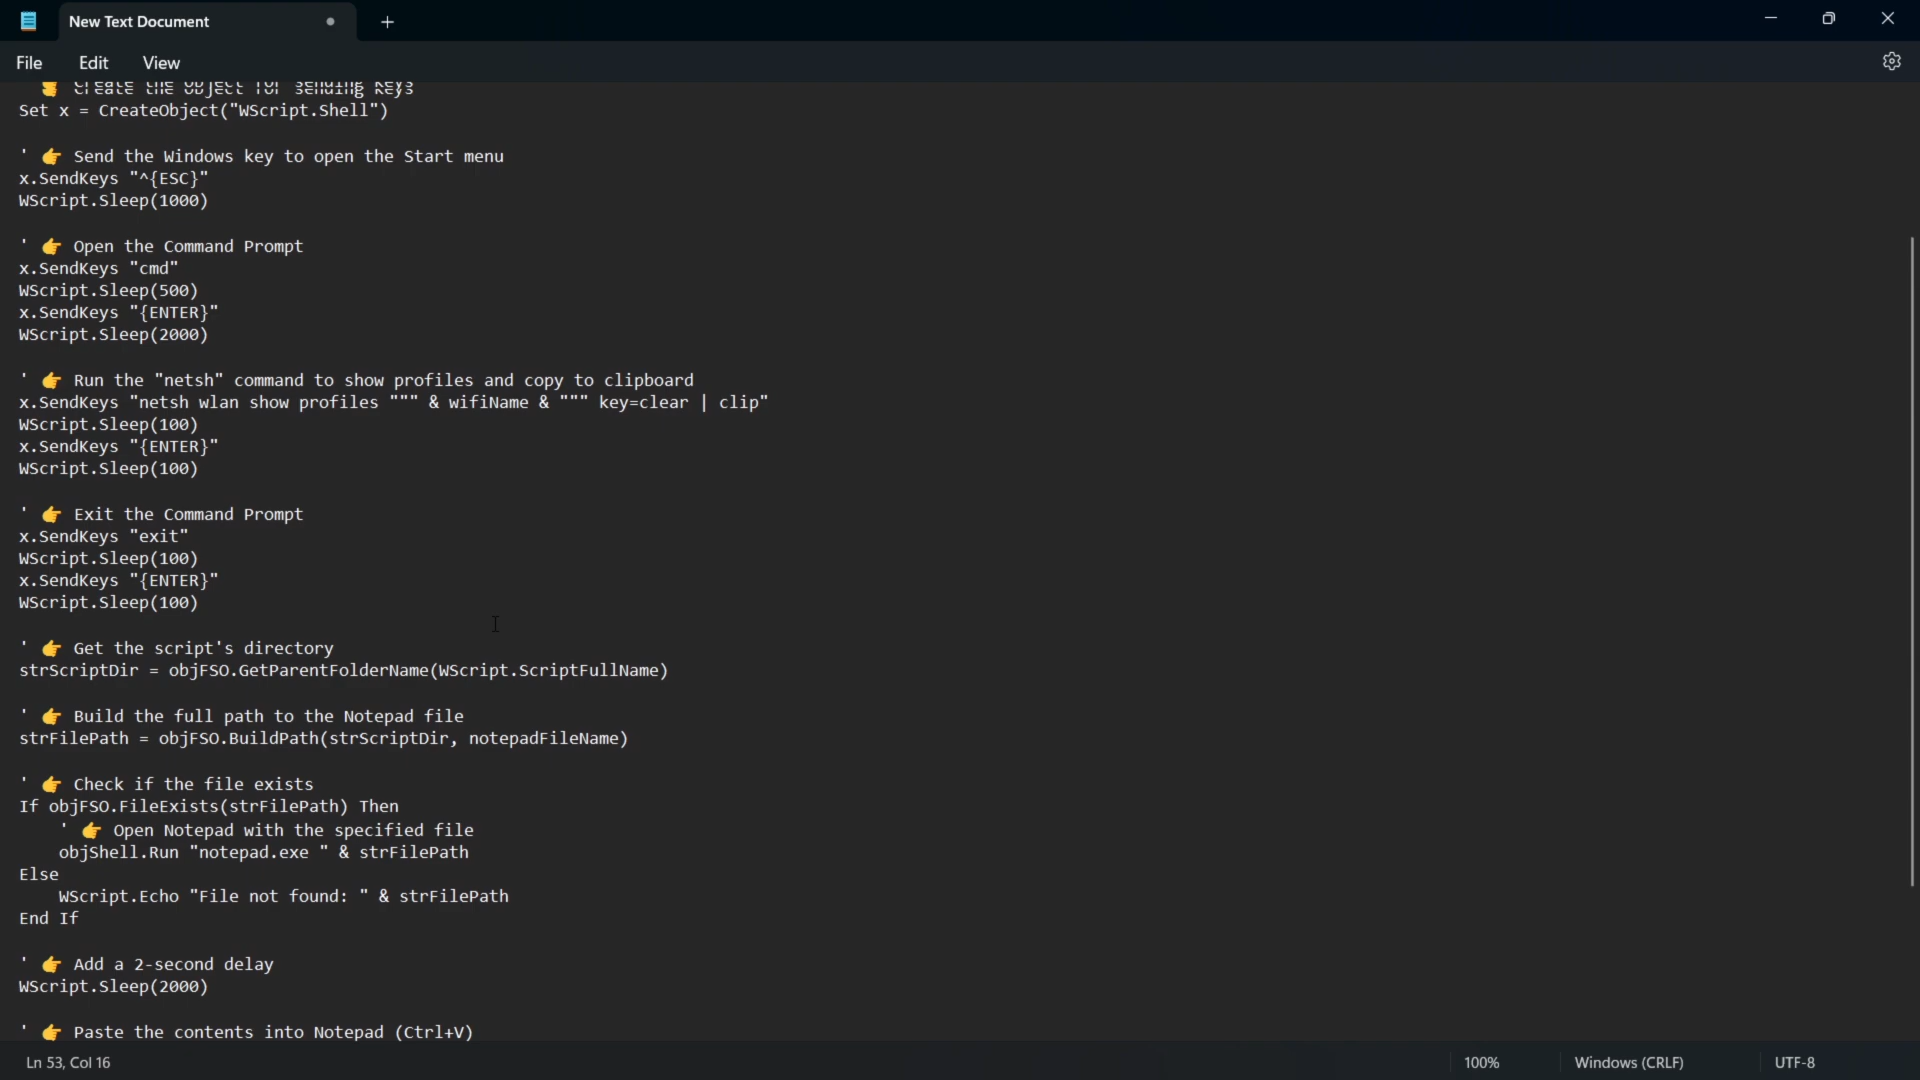 New Text Document
File Edit View
' 👉 Create the object for sending keys
Set x = CreateObject("WScript.Shell")
' 👉 Send the Windows key to open the Start menu
x.SendKeys "^{ESC}"
WScript.Sleep(1000)
' 👉 Open the Command Prompt
x.SendKeys "cmd"
WScript.Sleep(500)
x.SendKeys "{ENTER}"
WScript.Sleep(2000)
' 👉 Run the "netsh" command to show profiles and copy to clipboard
x.SendKeys "netsh wlan show profiles """ & wifiName & """ key=clear | clip"
WScript.Sleep(100)
x.SendKeys "{ENTER}"
WScript.Sleep(100)
' 👉 Exit the Command Prompt
x.SendKeys "exit"
WScript.Sleep(100)
x.SendKeys "{ENTER}"
WScript.Sleep(100)
' 👉 Get the script's directory
strScriptDir = objFSO.GetParentFolderName(WScript.ScriptFullName)
' 👉 Build the full path to the Notepad file
strFilePath = objFSO.BuildPath(strScriptDir, notepadFileName)
' 👉 Check if the file exists
If objFSO.FileExists(strFilePath) Then
' 👉 Open Notepad with the specified file
objShell.Run "notepad.exe " & strFilePath
Else
WScript.Echo "File not found: " & strFilePath
End If
' 👉 Add a 2-second delay
WScript.Sleep(2000)
' 👉 Paste the contents into Notepad (Ctrl+V)
Ln 53, Col 16 100% Windows (CRLF) UTF-8